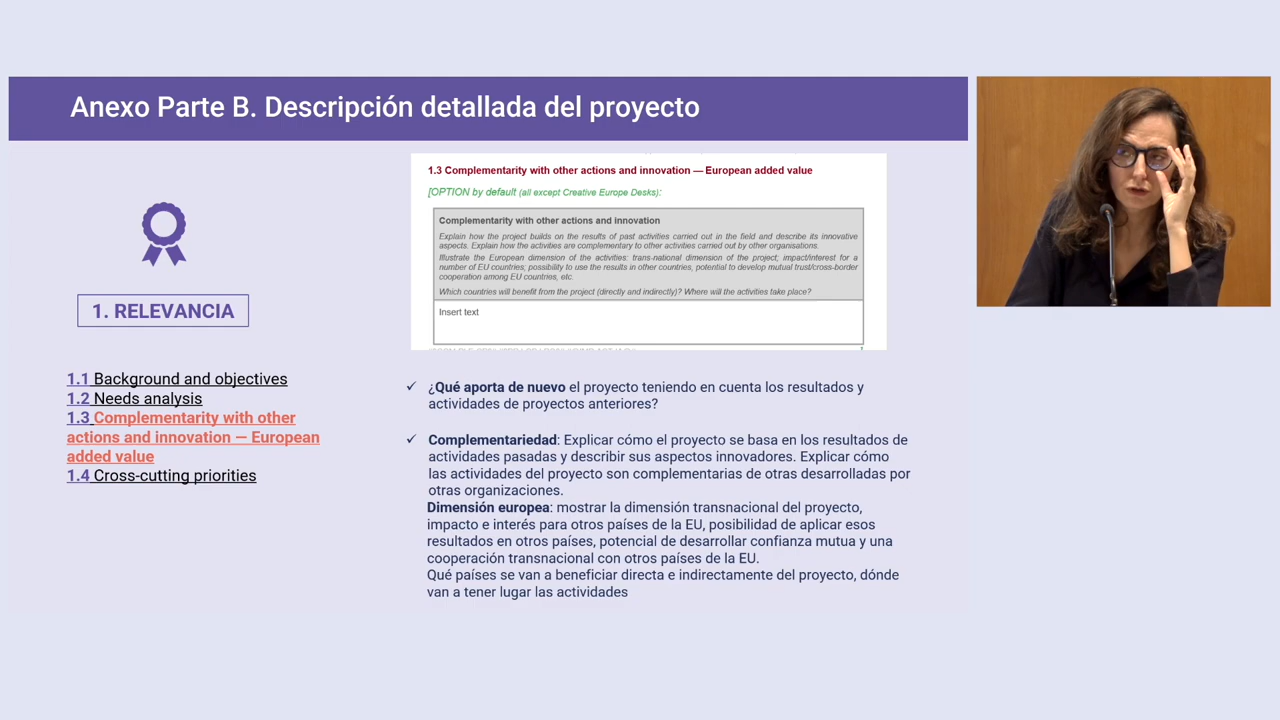 Anexo Parte B. Descripción detallada del proyecto
1. RELEVANCIA
1.1 Background and objectives
1.2 Needs analysis
1.3 Complementarity with other
actions and innovation — European
added value
1.4 Cross-cutting priorities
1.3 Complementarity with other actions and innovation — European added value
[OPTION by default (all except Creative Europe Desks):
Complementarity with other actions and innovation
Explain how the project builds on the results of past activities carried out in the field and describe its innovative
aspects. Explain how the activities are complementary to other activities carried out by other organisations.
Illustrate the European dimension of the activities: trans-national dimension of the project; impact/interest for a
number of EU countries; possibility to use the results in other countries, potential to develop mutual trust/cross-border
cooperation among EU countries, etc.
Which countries will benefit from the project (directly and indirectly)? Where will the activities take place?
Insert text
✓ ¿Qué aporta de nuevo el proyecto teniendo en cuenta los resultados y
actividades de proyectos anteriores?
✓ Complementariedad: Explicar cómo el proyecto se basa en los resultados de
actividades pasadas y describir sus aspectos innovadores. Explicar cómo
las actividades del proyecto son complementarias de otras desarrolladas por
otras organizaciones.
Dimensión europea: mostrar la dimensión transnacional del proyecto,
impacto e interés para otros países de la EU, posibilidad de aplicar esos
resultados en otros países, potencial de desarrollar confianza mutua y una
cooperación transnacional con otros países de la EU.
Qué países se van a beneficiar directa e indirectamente del proyecto, dónde
van a tener lugar las actividades